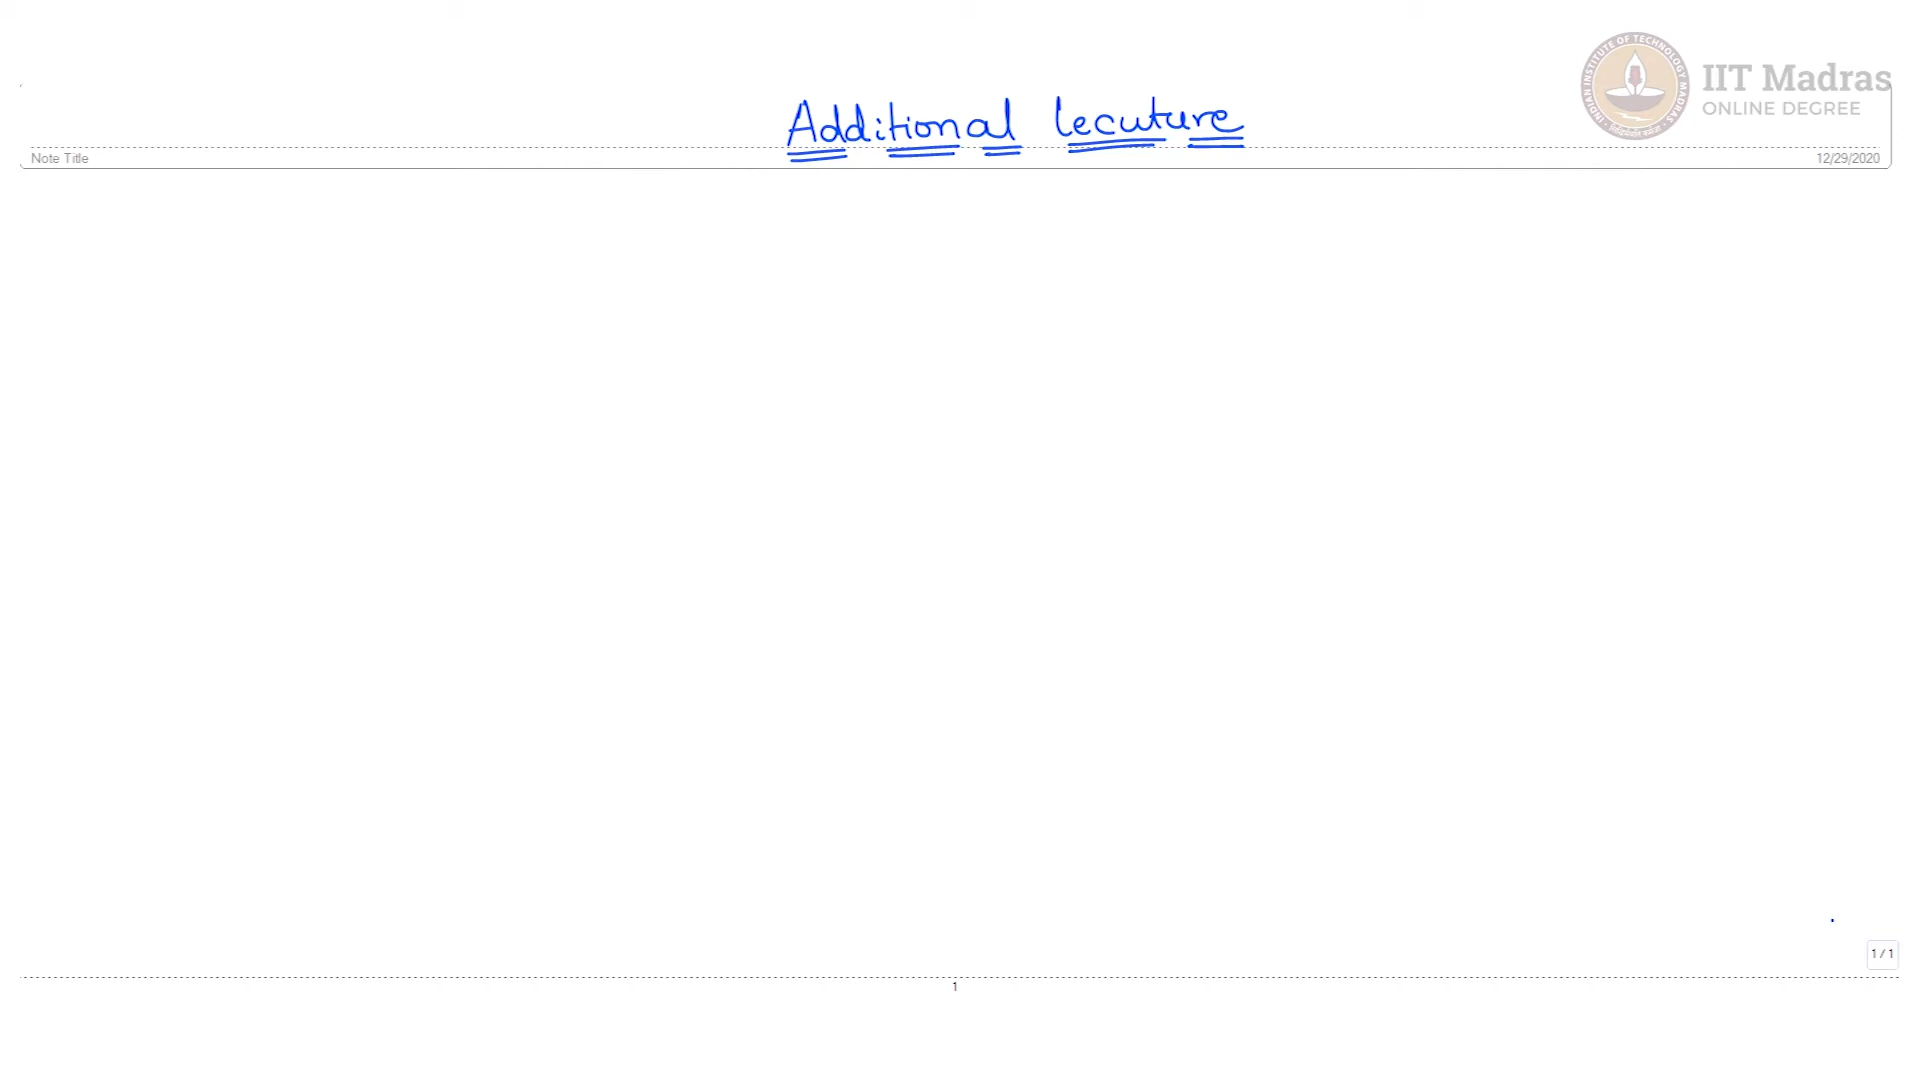 IIT Madras
ONLINE DEGREE
Additional lecuture
Note Title
12/29/2020
1 / 1
1